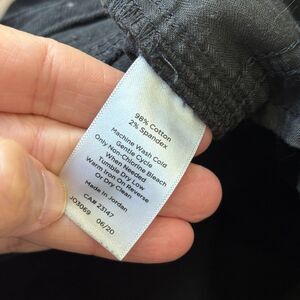 98% Cotton
2% Spandex
Machine Wash Cold
Gentle Cycle
Only Non-Chlorine Bleach
When Needed
Tumble Dry Low
Warm Iron On Reverse
Or Dry Clean
Made In Jordan
CA# 23147
JO3069 06/20